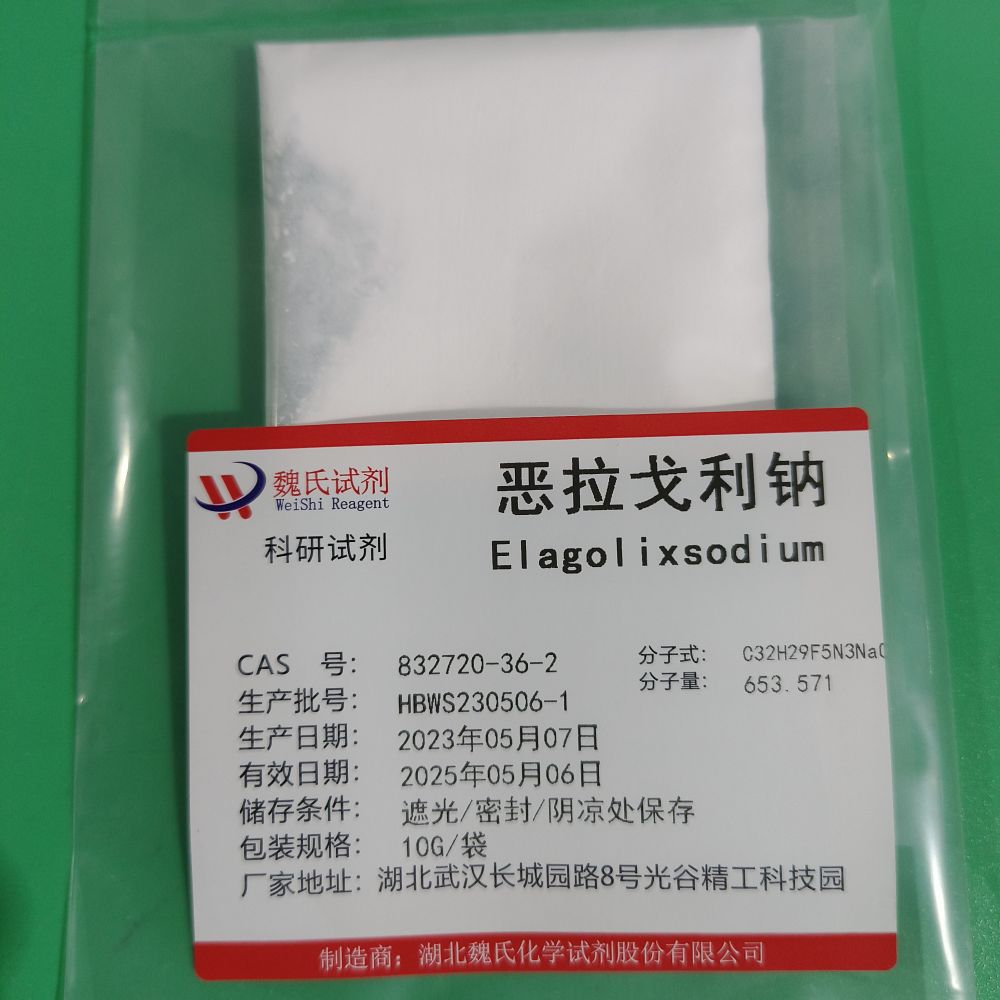 魏氏试剂
WeiShi Reagent
科研试剂
恶拉戈利钠
Elagolixsodium
CAS 号: 832720-36-2
分子式: C32H29F5N3Na
分子量: 653.571
生产批号: HBWS230506-1
生产日期: 2023年05月07日
有效日期: 2025年05月06日
储存条件: 遮光/密封/阴凉处保存
包装规格: 10G/袋
厂家地址: 湖北武汉长城园路8号光谷精工科技园
制造商: 湖北魏氏化学试剂股份有限公司